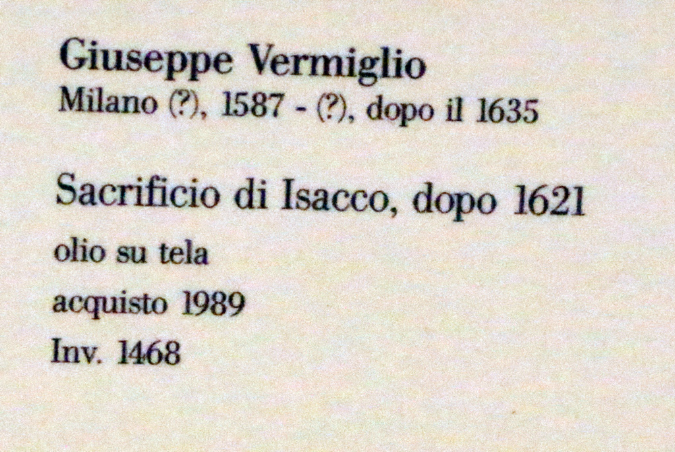 Giuseppe Vermiglio
Milano (?), 1587 - (?), dopo il 1635
Sacrificio di Isacco, dopo 1621
olio su tela
acquisto 1989
Inv. 1468